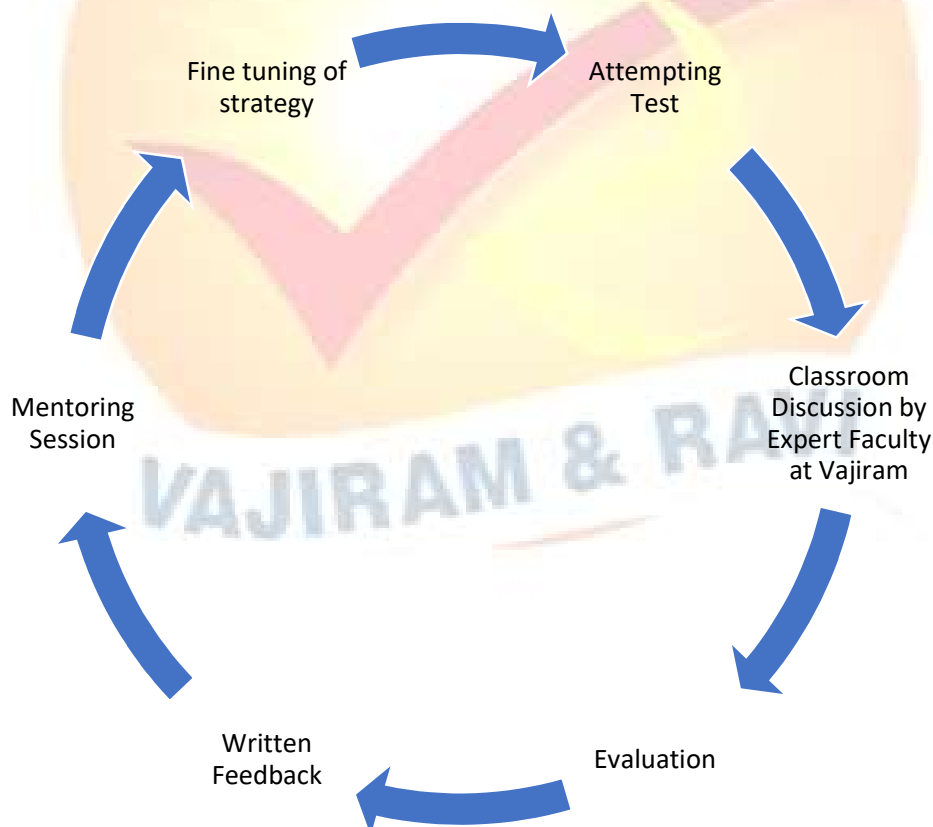 Fine tuning of
strategy
Attempting
Test
Classroom
Discussion by
Expert Faculty
at Vajiram
Evaluation
Written
Feedback
Mentoring
Session
VAJIRAM & RAVI